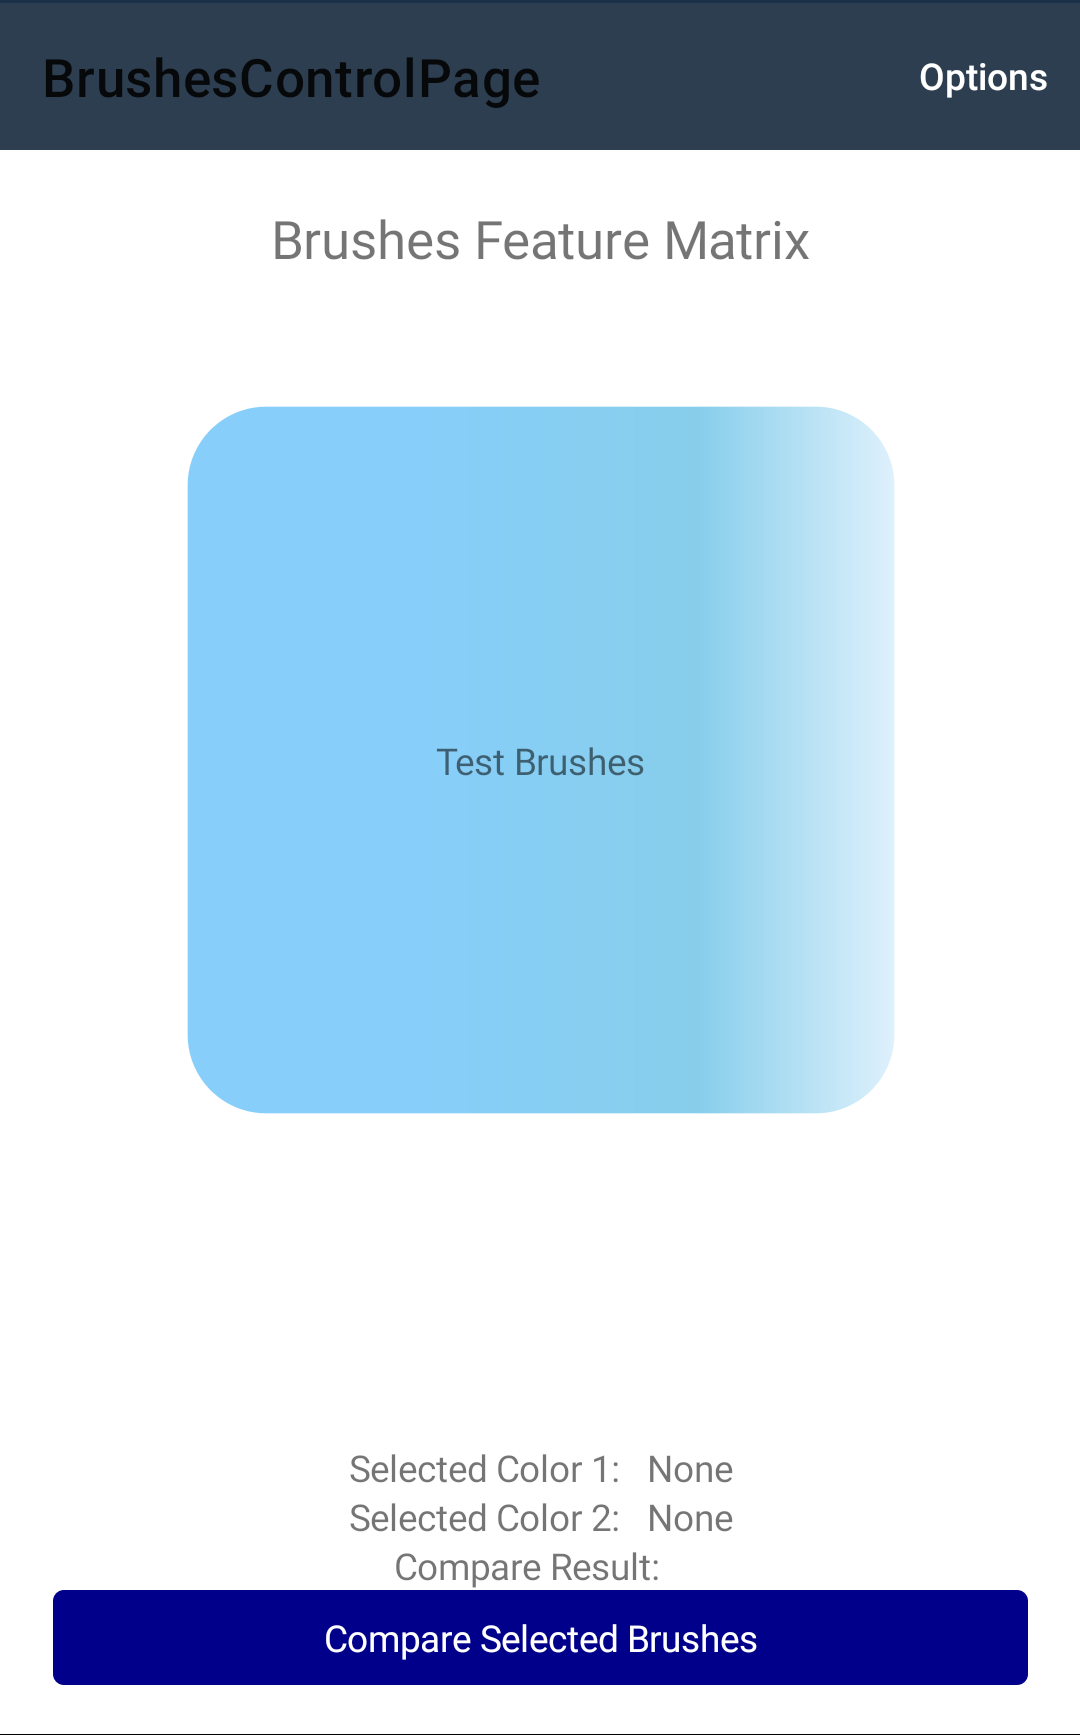 BrushesControlPage
Options
Brushes Feature Matrix
Test Brushes
Selected Color 1: None
Selected Color 2: None
Compare Result:
Compare Selected Brushes